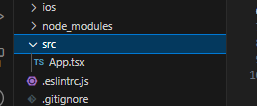 ios
node_modules
src
TS App.tsx
.eslintrc.js
.gitignore